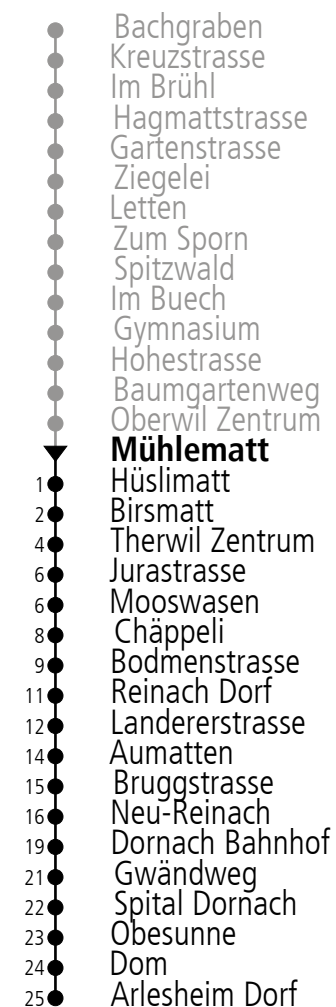 Bachgraben
Kreuzstrasse
Im Brühl
Hagmattstrasse
Gartenstrasse
Ziegelei
Letten
Zum Sporn
Spitzwald
Im Buech
Gymnasium
Hohestrasse
Baumgartenweg
Oberwil Zentrum
Mühlematt
1 Hüslimatt
2 Birsmatt
4 Therwil Zentrum
6 Jurastrasse
6 Mooswasen
8 Chäppeli
9 Bodmenstrasse
11 Reinach Dorf
12 Landererstrasse
14 Aumatten
15 Bruggstrasse
16 Neu-Reinach
19 Dornach Bahnhof
21 Gwändweg
22 Spital Dornach
23 Obesunne
24 Dom
25 Arlesheim Dorf